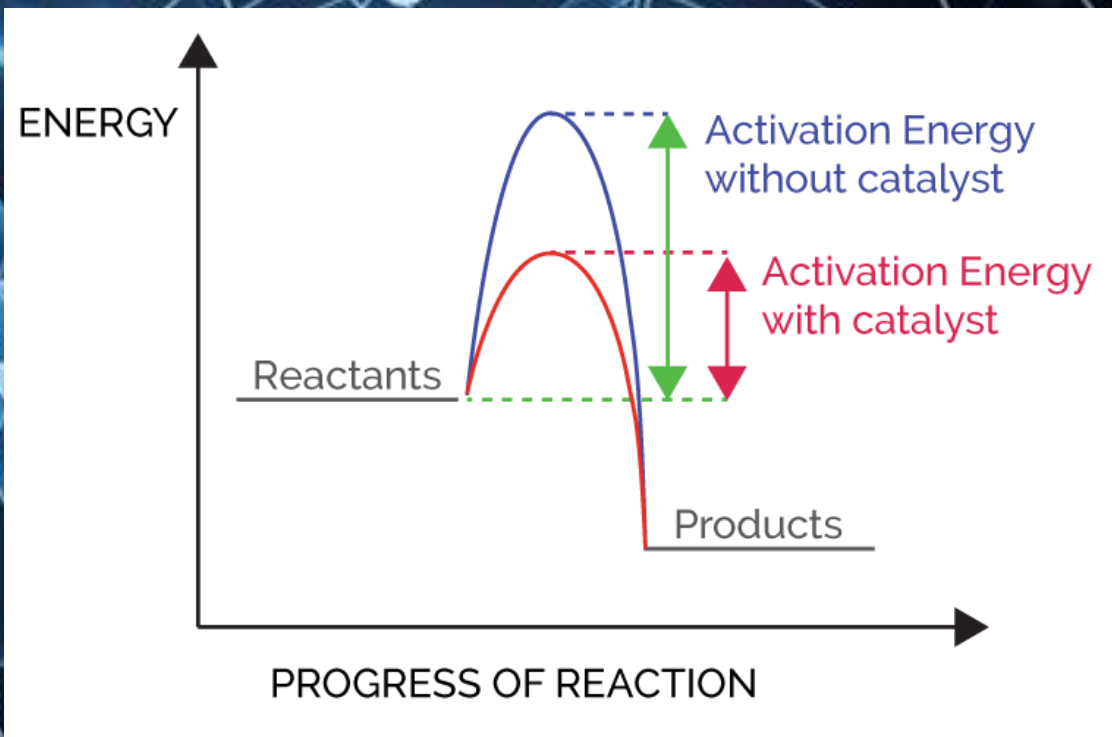 ENERGY
Activation Energy
without catalyst
Activation Energy
with catalyst
Reactants
Products
PROGRESS OF REACTION